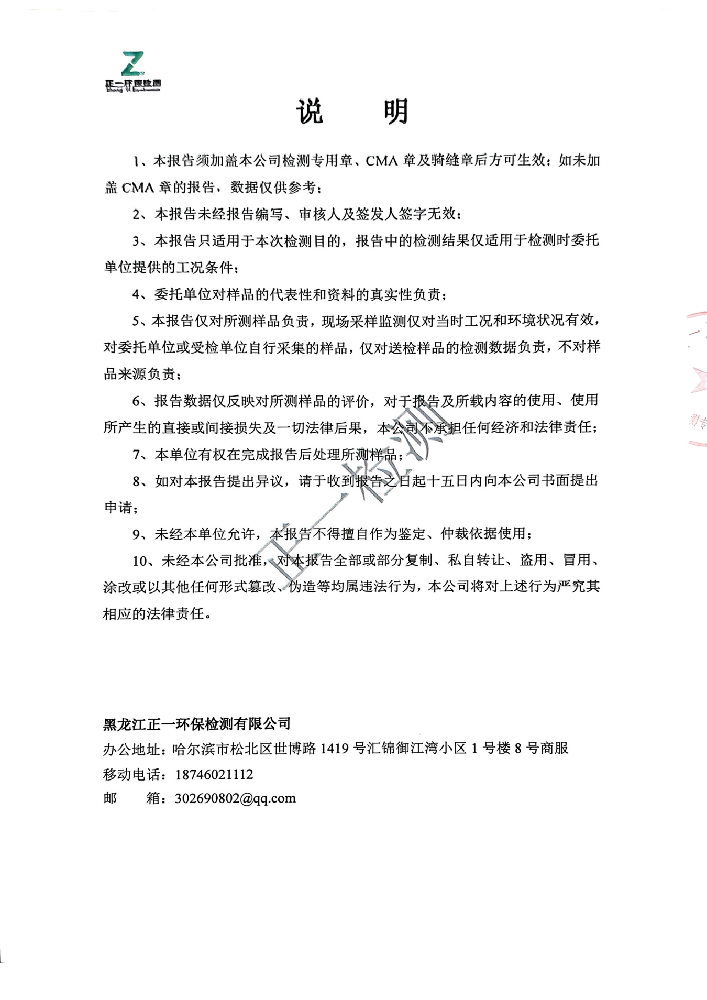 正一环保检测
说 明
1、本报告须加盖本公司检测专用章、CMA 章及骑缝章后方可生效；如未加
盖 CMA 章的报告，数据仅供参考；
2、本报告未经报告编写、审核人及签发人签字无效；
3、本报告只适用于本次检测目的，报告中的检测结果仅适用于检测时委托
单位提供的工况条件；
4、委托单位对样品的代表性和资料的真实性负责；
5、本报告仅对所测样品负责，现场采样监测仅对当时工况和环境状况有效，
对委托单位或受检单位自行采集的样品，仅对送检样品的检测数据负责，不对样
品来源负责；
6、报告数据仅反映对所测样品的评价，对于报告及所载内容的使用、使用
所产生的直接或间接损失及一切法律后果，本公司不承担任何经济和法律责任；
7、本单位有权在完成报告后处理所测样品；
8、如对本报告提出异议，请于收到报告之日起十五日内向本公司书面提出
申请；
9、未经本单位允许，本报告不得擅自作为鉴定、仲裁依据使用；
10、未经本公司批准，对本报告全部或部分复制、私自转让、盗用、冒用、
涂改或以其他任何形式篡改、伪造等均属违法行为，本公司将对上述行为严究其
相应的法律责任。
正一检测
测专
黑龙江正一环保检测有限公司
办公地址：哈尔滨市松北区世博路 1419 号汇锦御江湾小区 1 号楼 8 号商服
移动电话：18746021112
邮 箱：302690802@qq.com